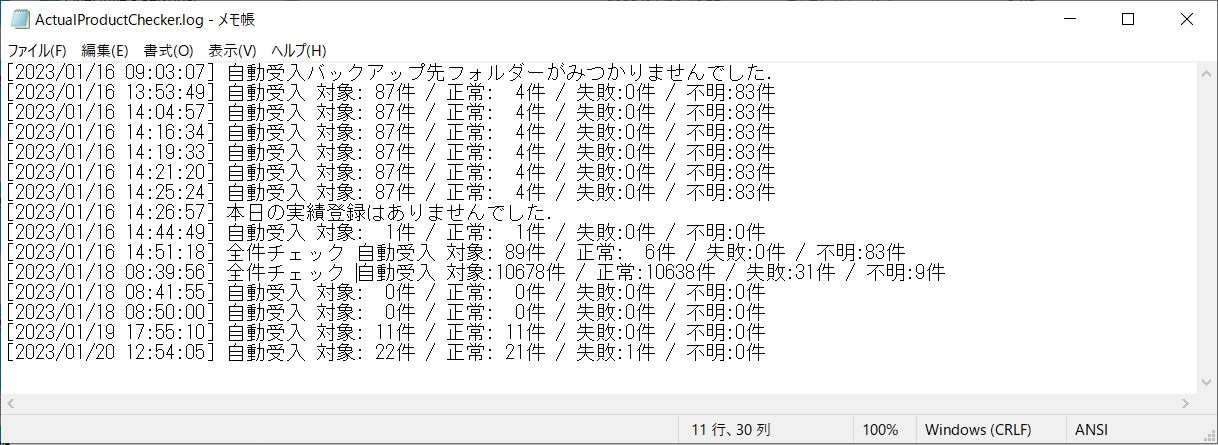 ActualProductChecker.log - メモ帳
ファイル(F) 編集(E) 書式(O) 表示(V) ヘルプ(H)
[2023/01/16 09:03:07] 自動受入バックアップ先フォルダーがみつかりませんでした.
[2023/01/16 13:53:49] 自動受入 対象: 87件 / 正常:  4件 / 失敗:0件 / 不明:83件
[2023/01/16 14:04:57] 自動受入 対象: 87件 / 正常:  4件 / 失敗:0件 / 不明:83件
[2023/01/16 14:16:34] 自動受入 対象: 87件 / 正常:  4件 / 失敗:0件 / 不明:83件
[2023/01/16 14:19:33] 自動受入 対象: 87件 / 正常:  4件 / 失敗:0件 / 不明:83件
[2023/01/16 14:21:20] 自動受入 対象: 87件 / 正常:  4件 / 失敗:0件 / 不明:83件
[2023/01/16 14:25:24] 自動受入 対象: 87件 / 正常:  4件 / 失敗:0件 / 不明:83件
[2023/01/16 14:26:57] 本日の実績登録はありませんでした.
[2023/01/16 14:44:49] 自動受入 対象:  1件 / 正常:  1件 / 失敗:0件 / 不明:0件
[2023/01/16 14:51:18] 全件チェック 自動受入 対象: 89件 / 正常:  6件 / 失敗:0件 / 不明:83件
[2023/01/18 08:39:56] 全件チェック 自動受入 対象:10678件 / 正常:10638件 / 失敗:31件 / 不明:9件
[2023/01/18 08:41:55] 自動受入 対象:  0件 / 正常:  0件 / 失敗:0件 / 不明:0件
[2023/01/18 08:50:00] 自動受入 対象:  0件 / 正常:  0件 / 失敗:0件 / 不明:0件
[2023/01/19 17:55:10] 自動受入 対象: 11件 / 正常: 11件 / 失敗:0件 / 不明:0件
[2023/01/20 12:54:05] 自動受入 対象: 22件 / 正常: 21件 / 失敗:1件 / 不明:0件
11 行、30 列 100% Windows (CRLF) ANSI